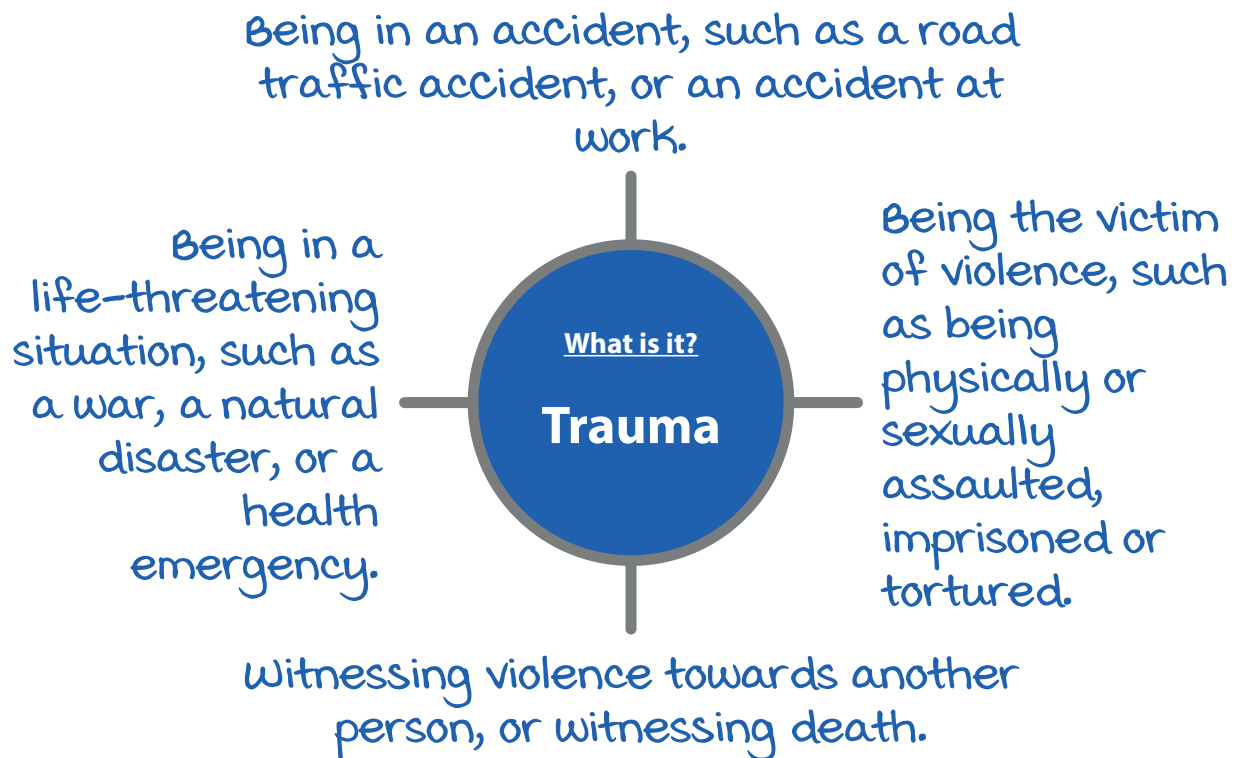 Being in an accident, such as a road
traffic accident, or an accident at
work.
Being in a
life-threatening
situation, such as
a war, a natural
disaster, or a
health
emergency.
What is it?
Trauma
Being the victim
of violence, such
as being
physically or
sexually
assaulted,
imprisoned or
tortured.
Witnessing violence towards another
person, or witnessing death.